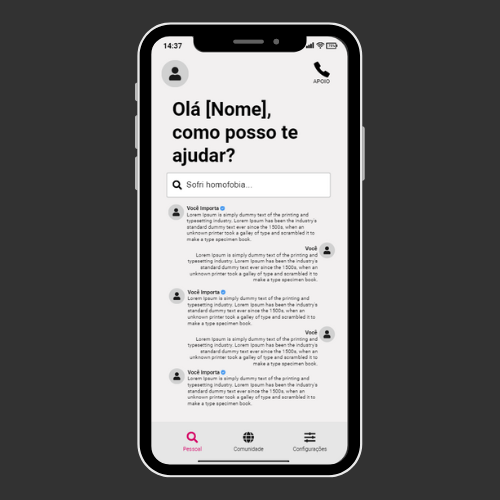 14:37
APOIO
Olá [Nome],
como posso te
ajudar?
Sofri homofobia...
Você Importa
Lorem Ipsum is simply dummy text of the printing and
typesetting industry. Lorem Ipsum has been the industry's
standard dummy text ever since the 1500s, when an
unknown printer took a galley of type and scrambled it to
make a type specimen book.
Você
Lorem Ipsum is simply dummy text of the printing and
typesetting industry. Lorem Ipsum has been the industry's
standard dummy text ever since the 1500s, when an
unknown printer took a galley of type and scrambled it to
make a type specimen book.
Você Importa
Lorem Ipsum is simply dummy text of the printing and
typesetting industry. Lorem Ipsum has been the industry's
standard dummy text ever since the 1500s, when an
unknown printer took a galley of type and scrambled it to
make a type specimen book.
Você
Lorem Ipsum is simply dummy text of the printing and
typesetting industry. Lorem Ipsum has been the industry's
standard dummy text ever since the 1500s, when an
unknown printer took a galley of type and scrambled it to
make a type specimen book.
Você Importa
Lorem Ipsum is simply dummy text of the printing and
typesetting industry. Lorem Ipsum has been the industry's
standard dummy text ever since the 1500s, when an
unknown printer took a galley of type and scrambled it to
make a type specimen book.
Pessoal
Comunidade
Configurações